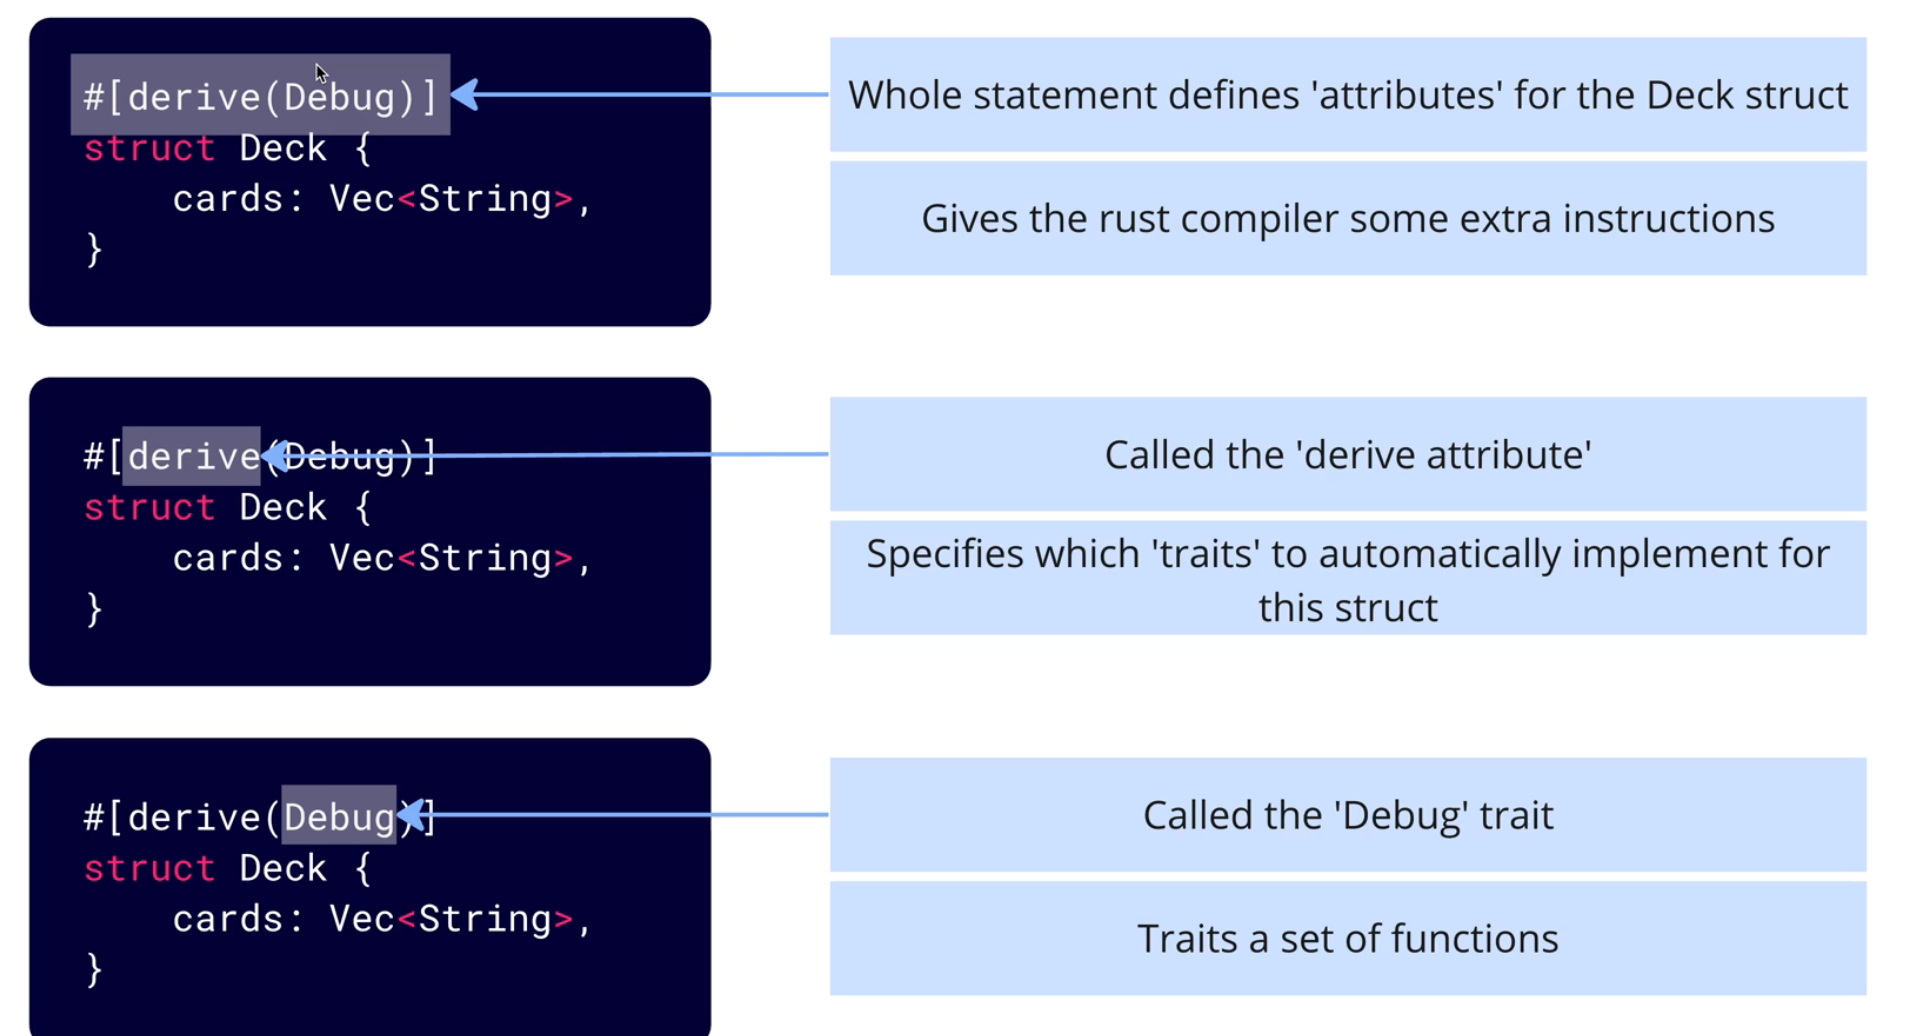 #[derive(Debug)]
struct Deck {
cards: Vec<String>,
}
Whole statement defines 'attributes' for the Deck struct
Gives the rust compiler some extra instructions
#[derive(Debug)]
struct Deck {
cards: Vec<String>,
}
Called the 'derive attribute'
Specifies which 'traits' to automatically implement for
this struct
#[derive(Debug)]
struct Deck {
cards: Vec<String>,
}
Called the 'Debug' trait
Traits a set of functions